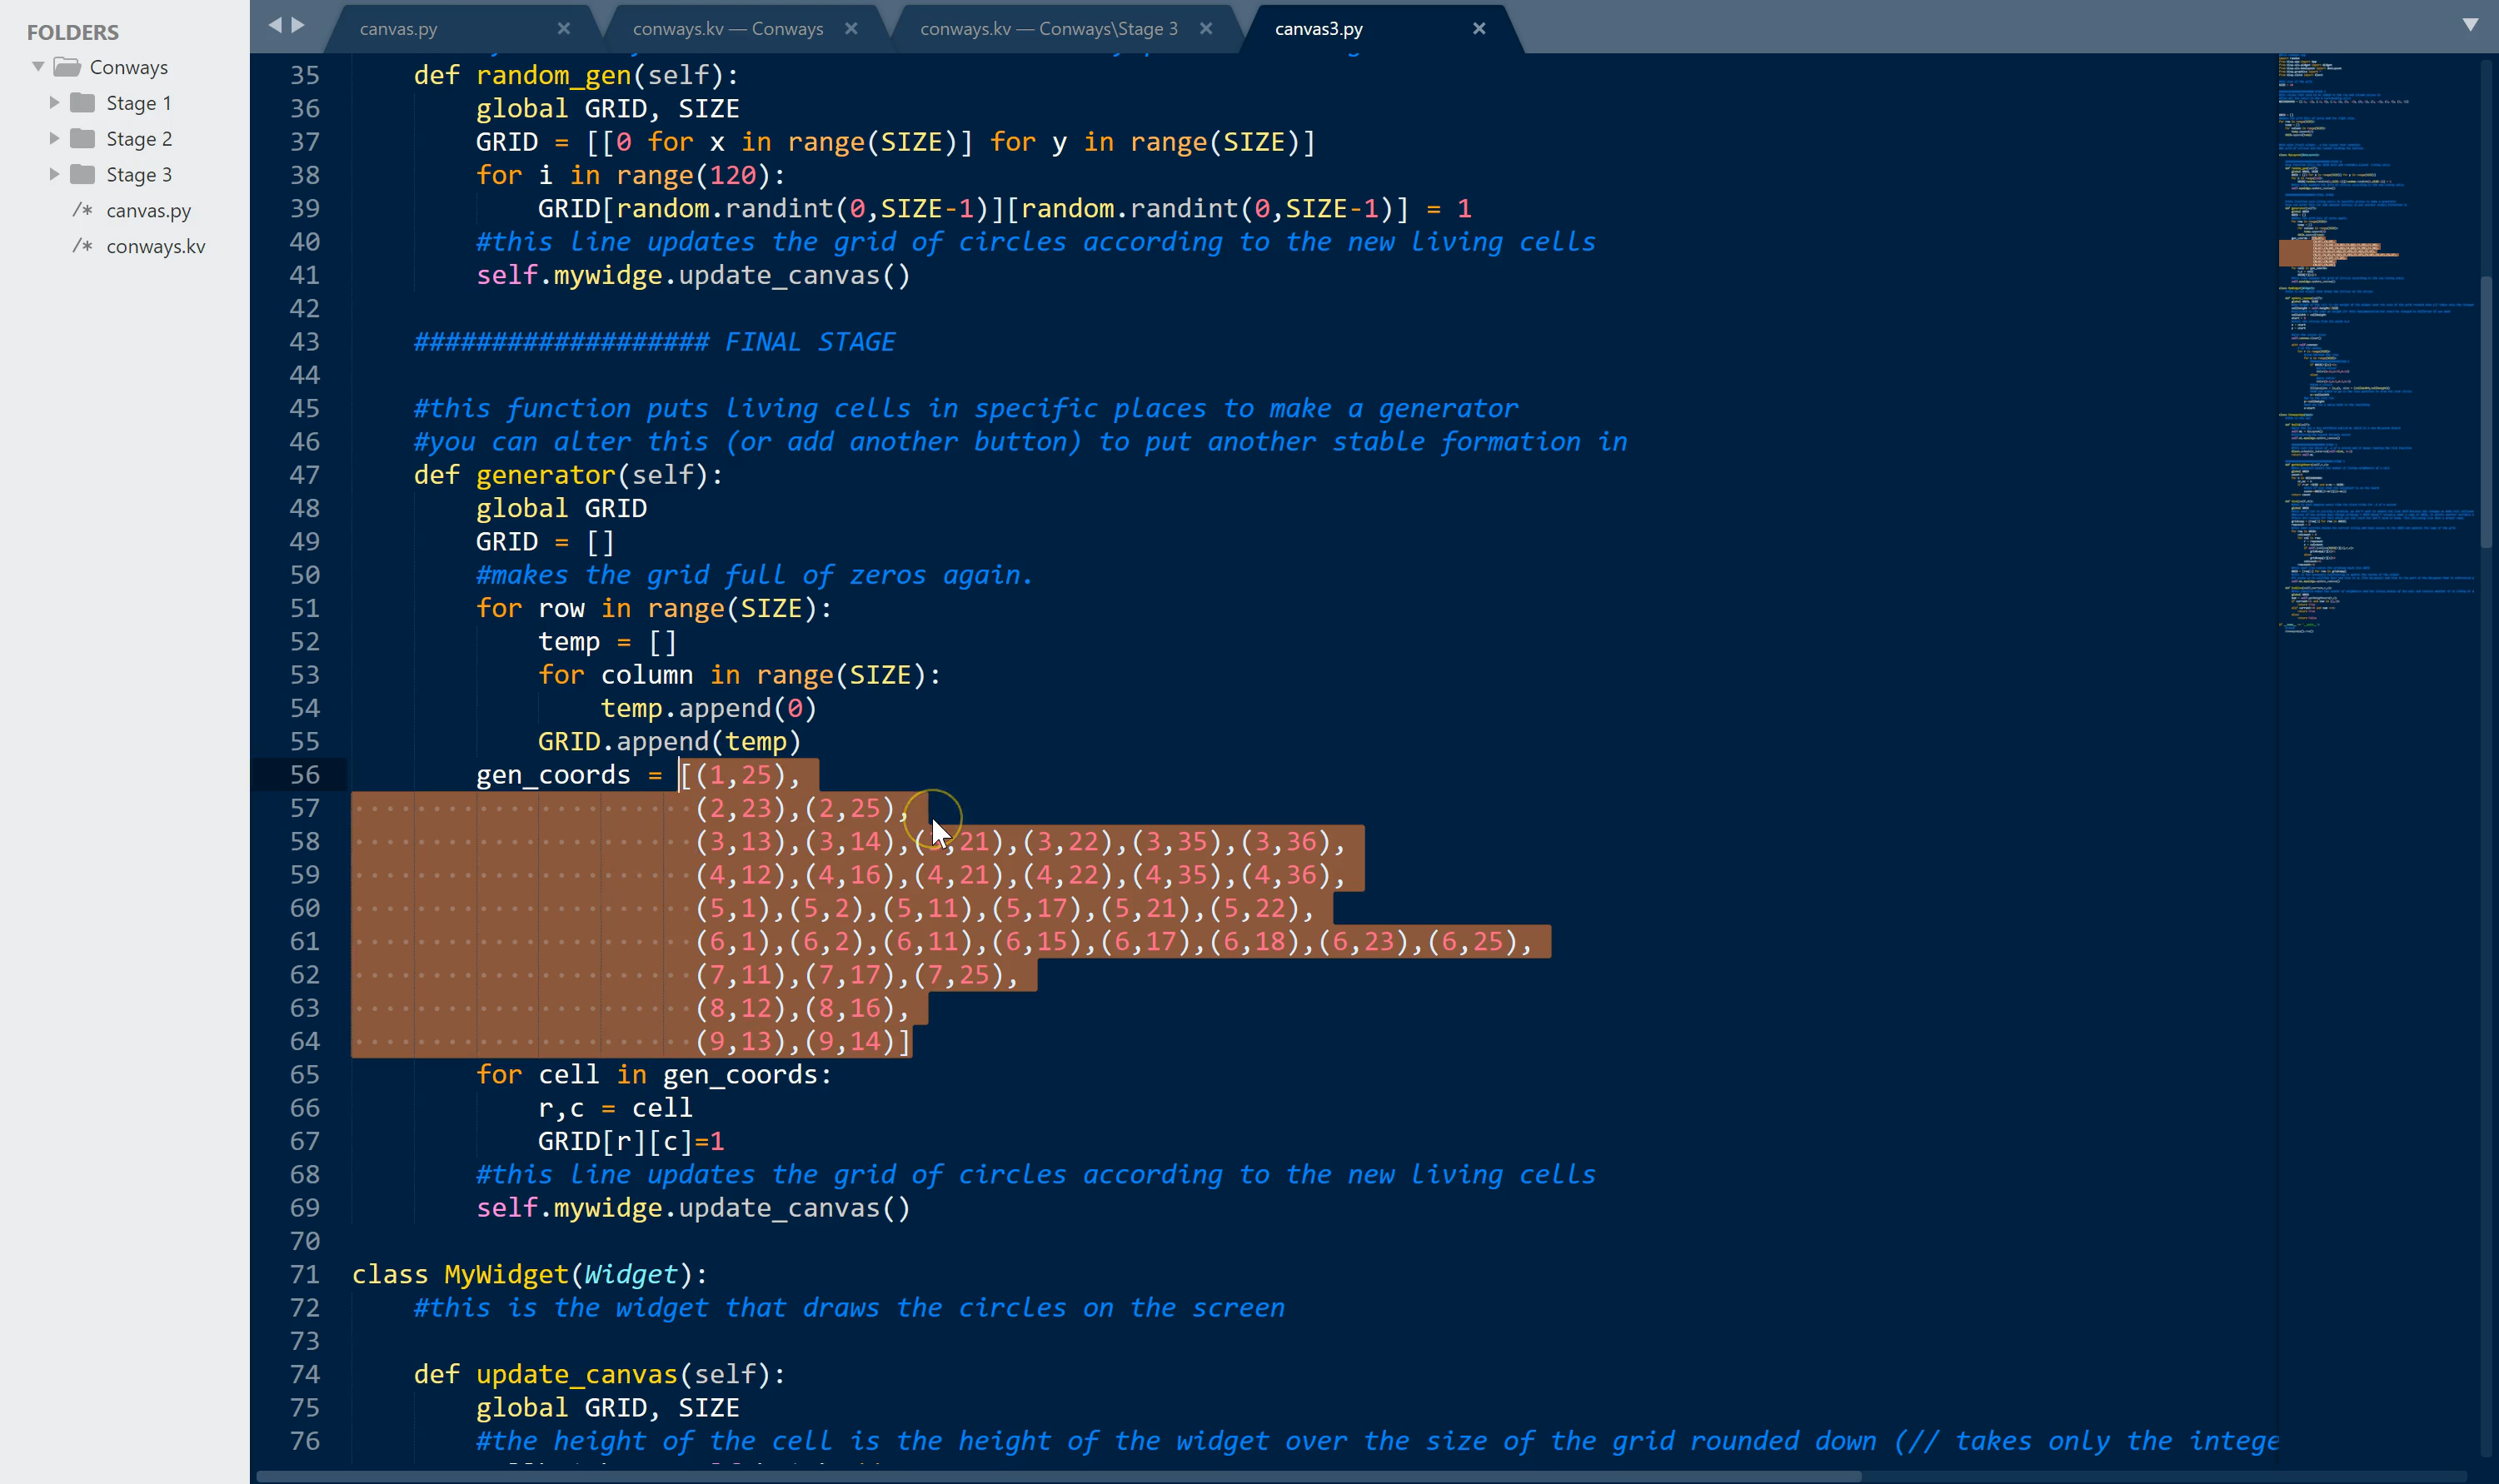 FOLDERS
Conways
Stage 1
Stage 2
Stage 3
/* canvas.py
/* conways.kv
canvas.py
conways.kv — Conways
conways.kv — Conways\Stage 3
canvas3.py
35 def random_gen(self):
36 global GRID, SIZE
37 GRID = [[0 for x in range(SIZE)] for y in range(SIZE)]
38 for i in range(120):
39 GRID[random.randint(0,SIZE-1)][random.randint(0,SIZE-1)] = 1
40 #this line updates the grid of circles according to the new living cells
41 self.mywidge.update_canvas()
42
43 ################### FINAL STAGE
44
45 #this function puts living cells in specific places to make a generator
46 #you can alter this (or add another button) to put another stable formation in
47 def generator(self):
48 global GRID
49 GRID = []
50 #makes the grid full of zeros again.
51 for row in range(SIZE):
52 temp = []
53 for column in range(SIZE):
54 temp.append(0)
55 GRID.append(temp)
56 gen_coords = [(1,25),
57 (2,23),(2,25),
58 (3,13),(3,14),( ,21),(3,22),(3,35),(3,36),
59 (4,12),(4,16),(4,21),(4,22),(4,35),(4,36),
60 (5,1),(5,2),(5,11),(5,17),(5,21),(5,22),
61 (6,1),(6,2),(6,11),(6,15),(6,17),(6,18),(6,23),(6,25),
62 (7,11),(7,17),(7,25),
63 (8,12),(8,16),
64 (9,13),(9,14)]
65 for cell in gen_coords:
66 r,c = cell
67 GRID[r][c]=1
68 #this line updates the grid of circles according to the new living cells
69 self.mywidge.update_canvas()
70
71 class MyWidget(Widget):
72 #this is the widget that draws the circles on the screen
73
74 def update_canvas(self):
75 global GRID, SIZE
76 #the height of the cell is the height of the widget over the size of the grid rounded down (// takes only the intege